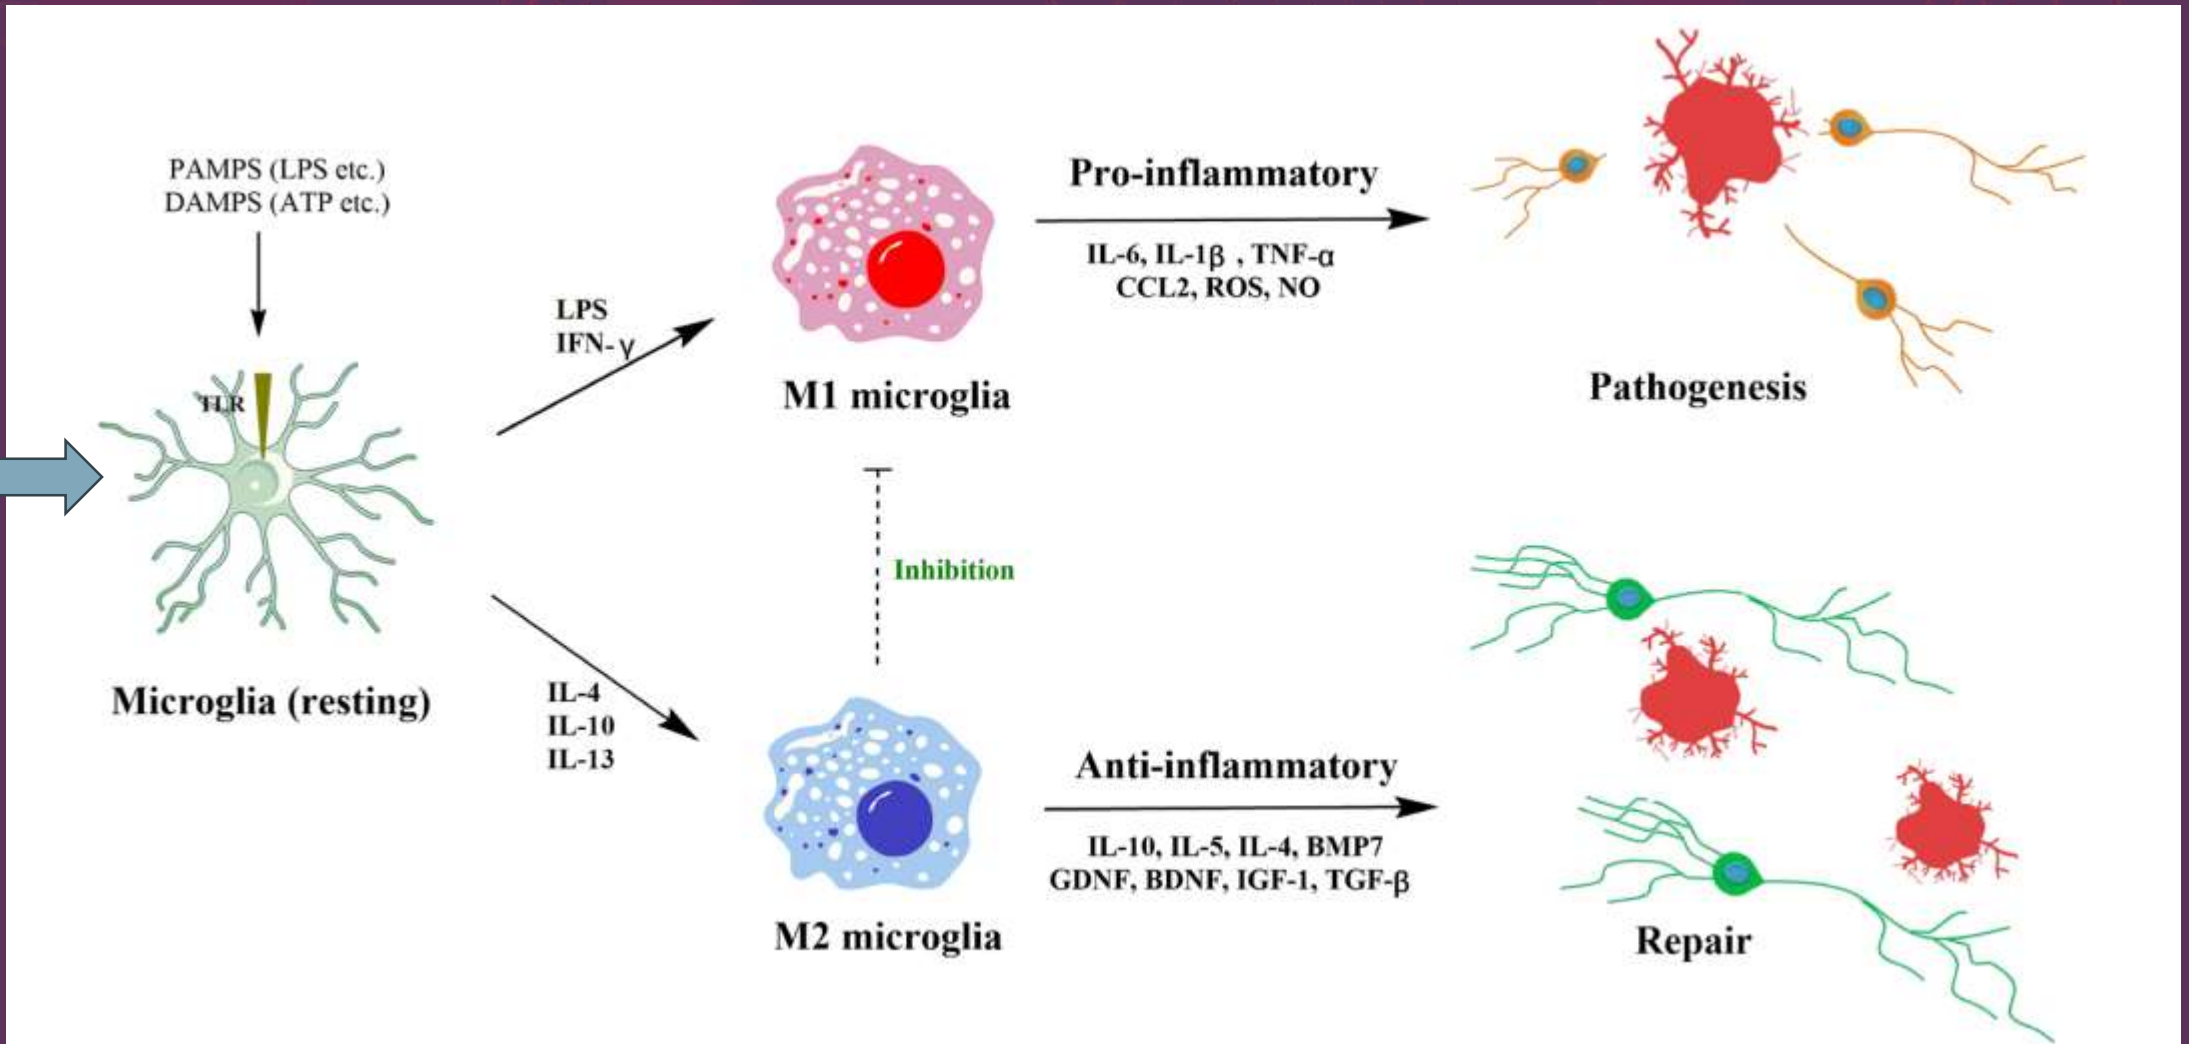 PAMPS (LPS etc.)
DAMPS (ATP etc.)
TLR
Microglia (resting)
LPS
IFN-γ
IL-4
IL-10
IL-13
M1 microglia
Inhibition
M2 microglia
Pro-inflammatory
IL-6, IL-1β , TNF-α
CCL2, ROS, NO
Pathogenesis
Anti-inflammatory
IL-10, IL-5, IL-4, BMP7
GDNF, BDNF, IGF-1, TGF-β
Repair